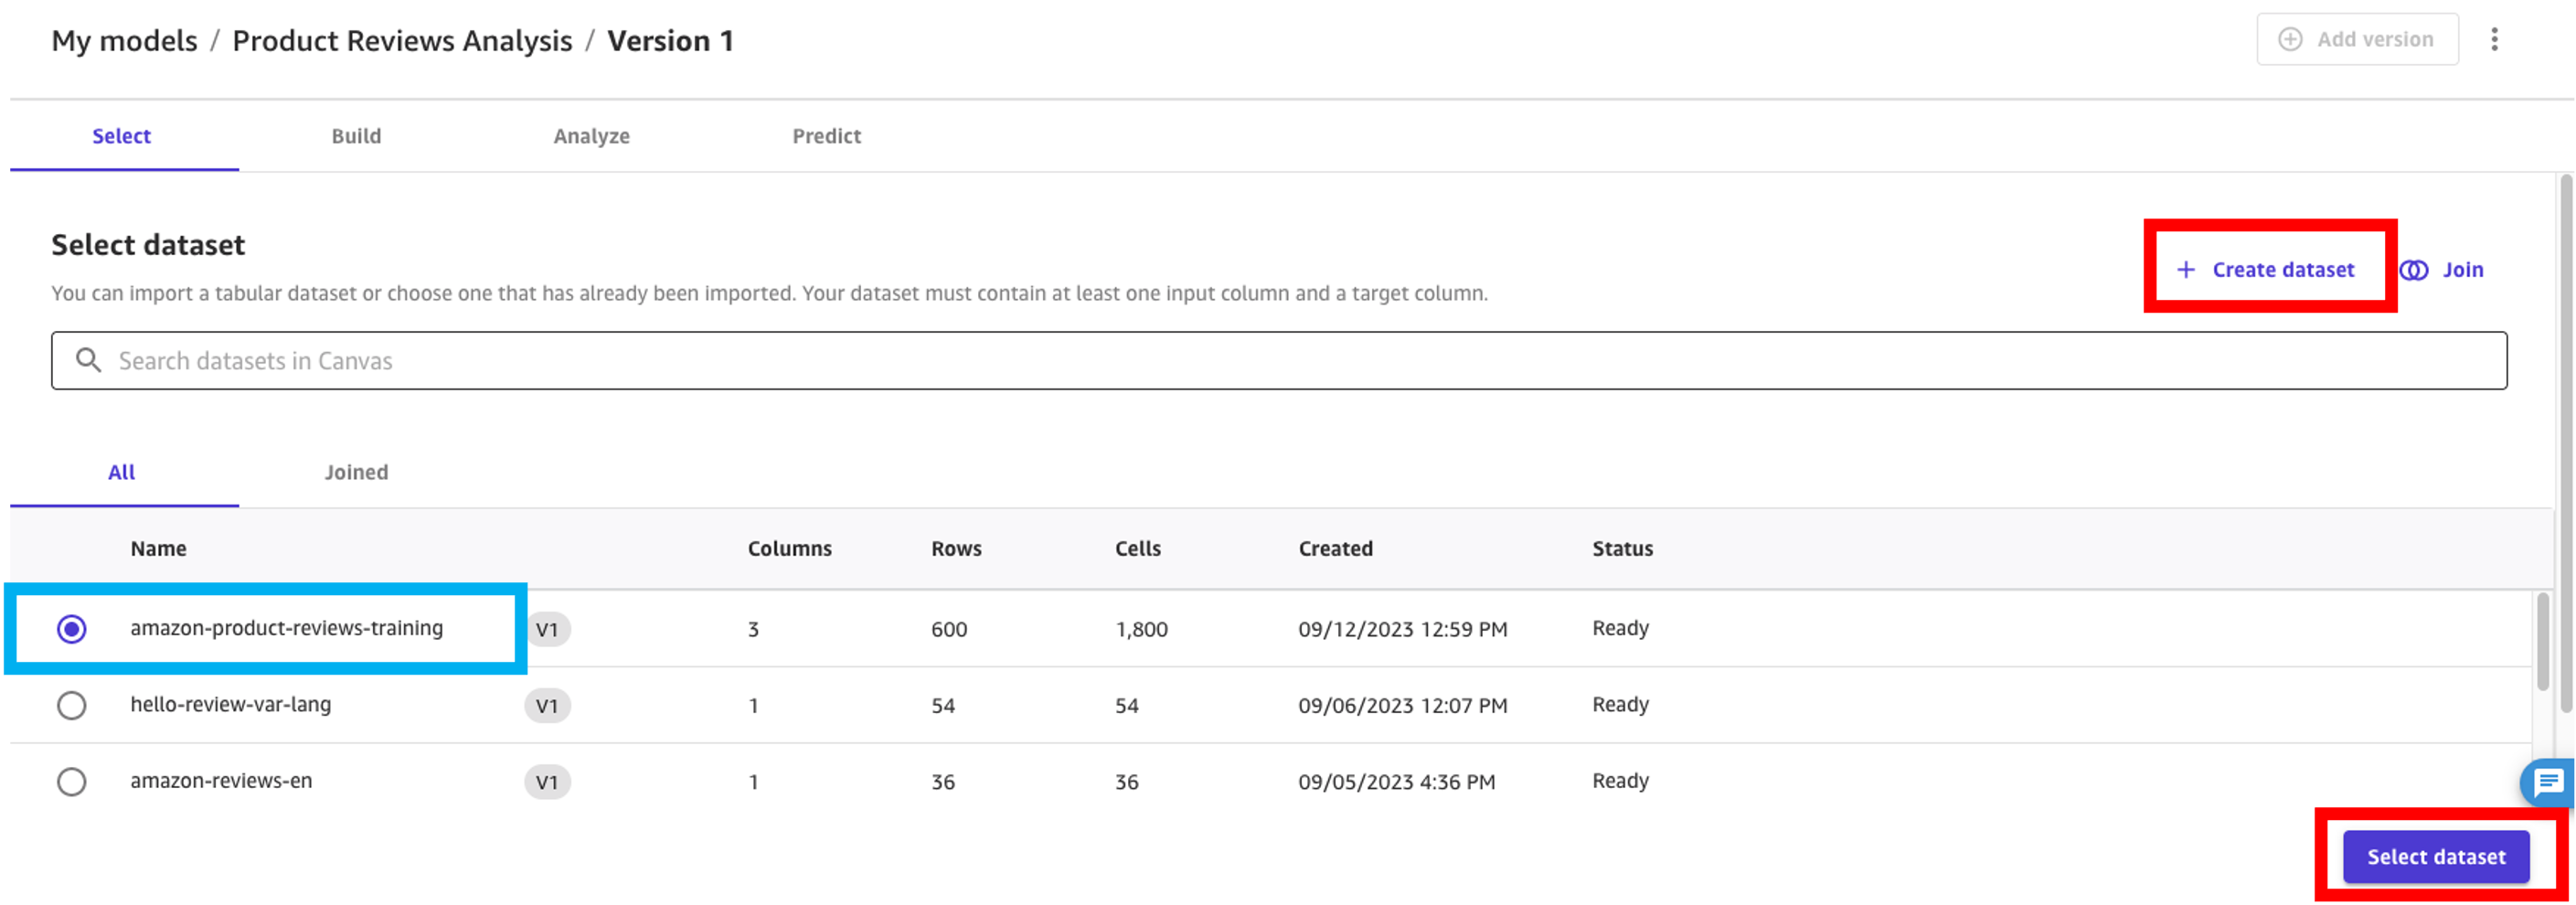 My models / Product Reviews Analysis / Version 1
Add version
Select Build Analyze Predict
Select dataset
+ Create dataset Join
You can import a tabular dataset or choose one that has already been imported. Your dataset must contain at least one input column and a target column.
Search datasets in Canvas
All Joined
Name Columns Rows Cells Created Status
amazon-product-reviews-training V1 3 600 1,800 09/12/2023 12:59 PM Ready
hello-review-var-lang V1 1 54 54 09/06/2023 12:07 PM Ready
amazon-reviews-en V1 1 36 36 09/05/2023 4:36 PM Ready
Select dataset